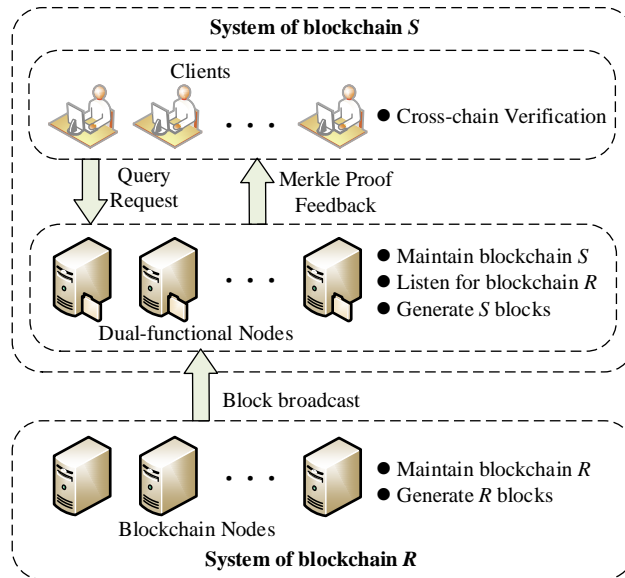 System of blockchain S
Clients
Cross-chain Verification
Query
Request
Merkle Proof
Feedback
Maintain blockchain S
Listen for blockchain R
Generate S blocks
Dual-functional Nodes
Block broadcast
Maintain blockchain R
Generate R blocks
Blockchain Nodes
System of blockchain R